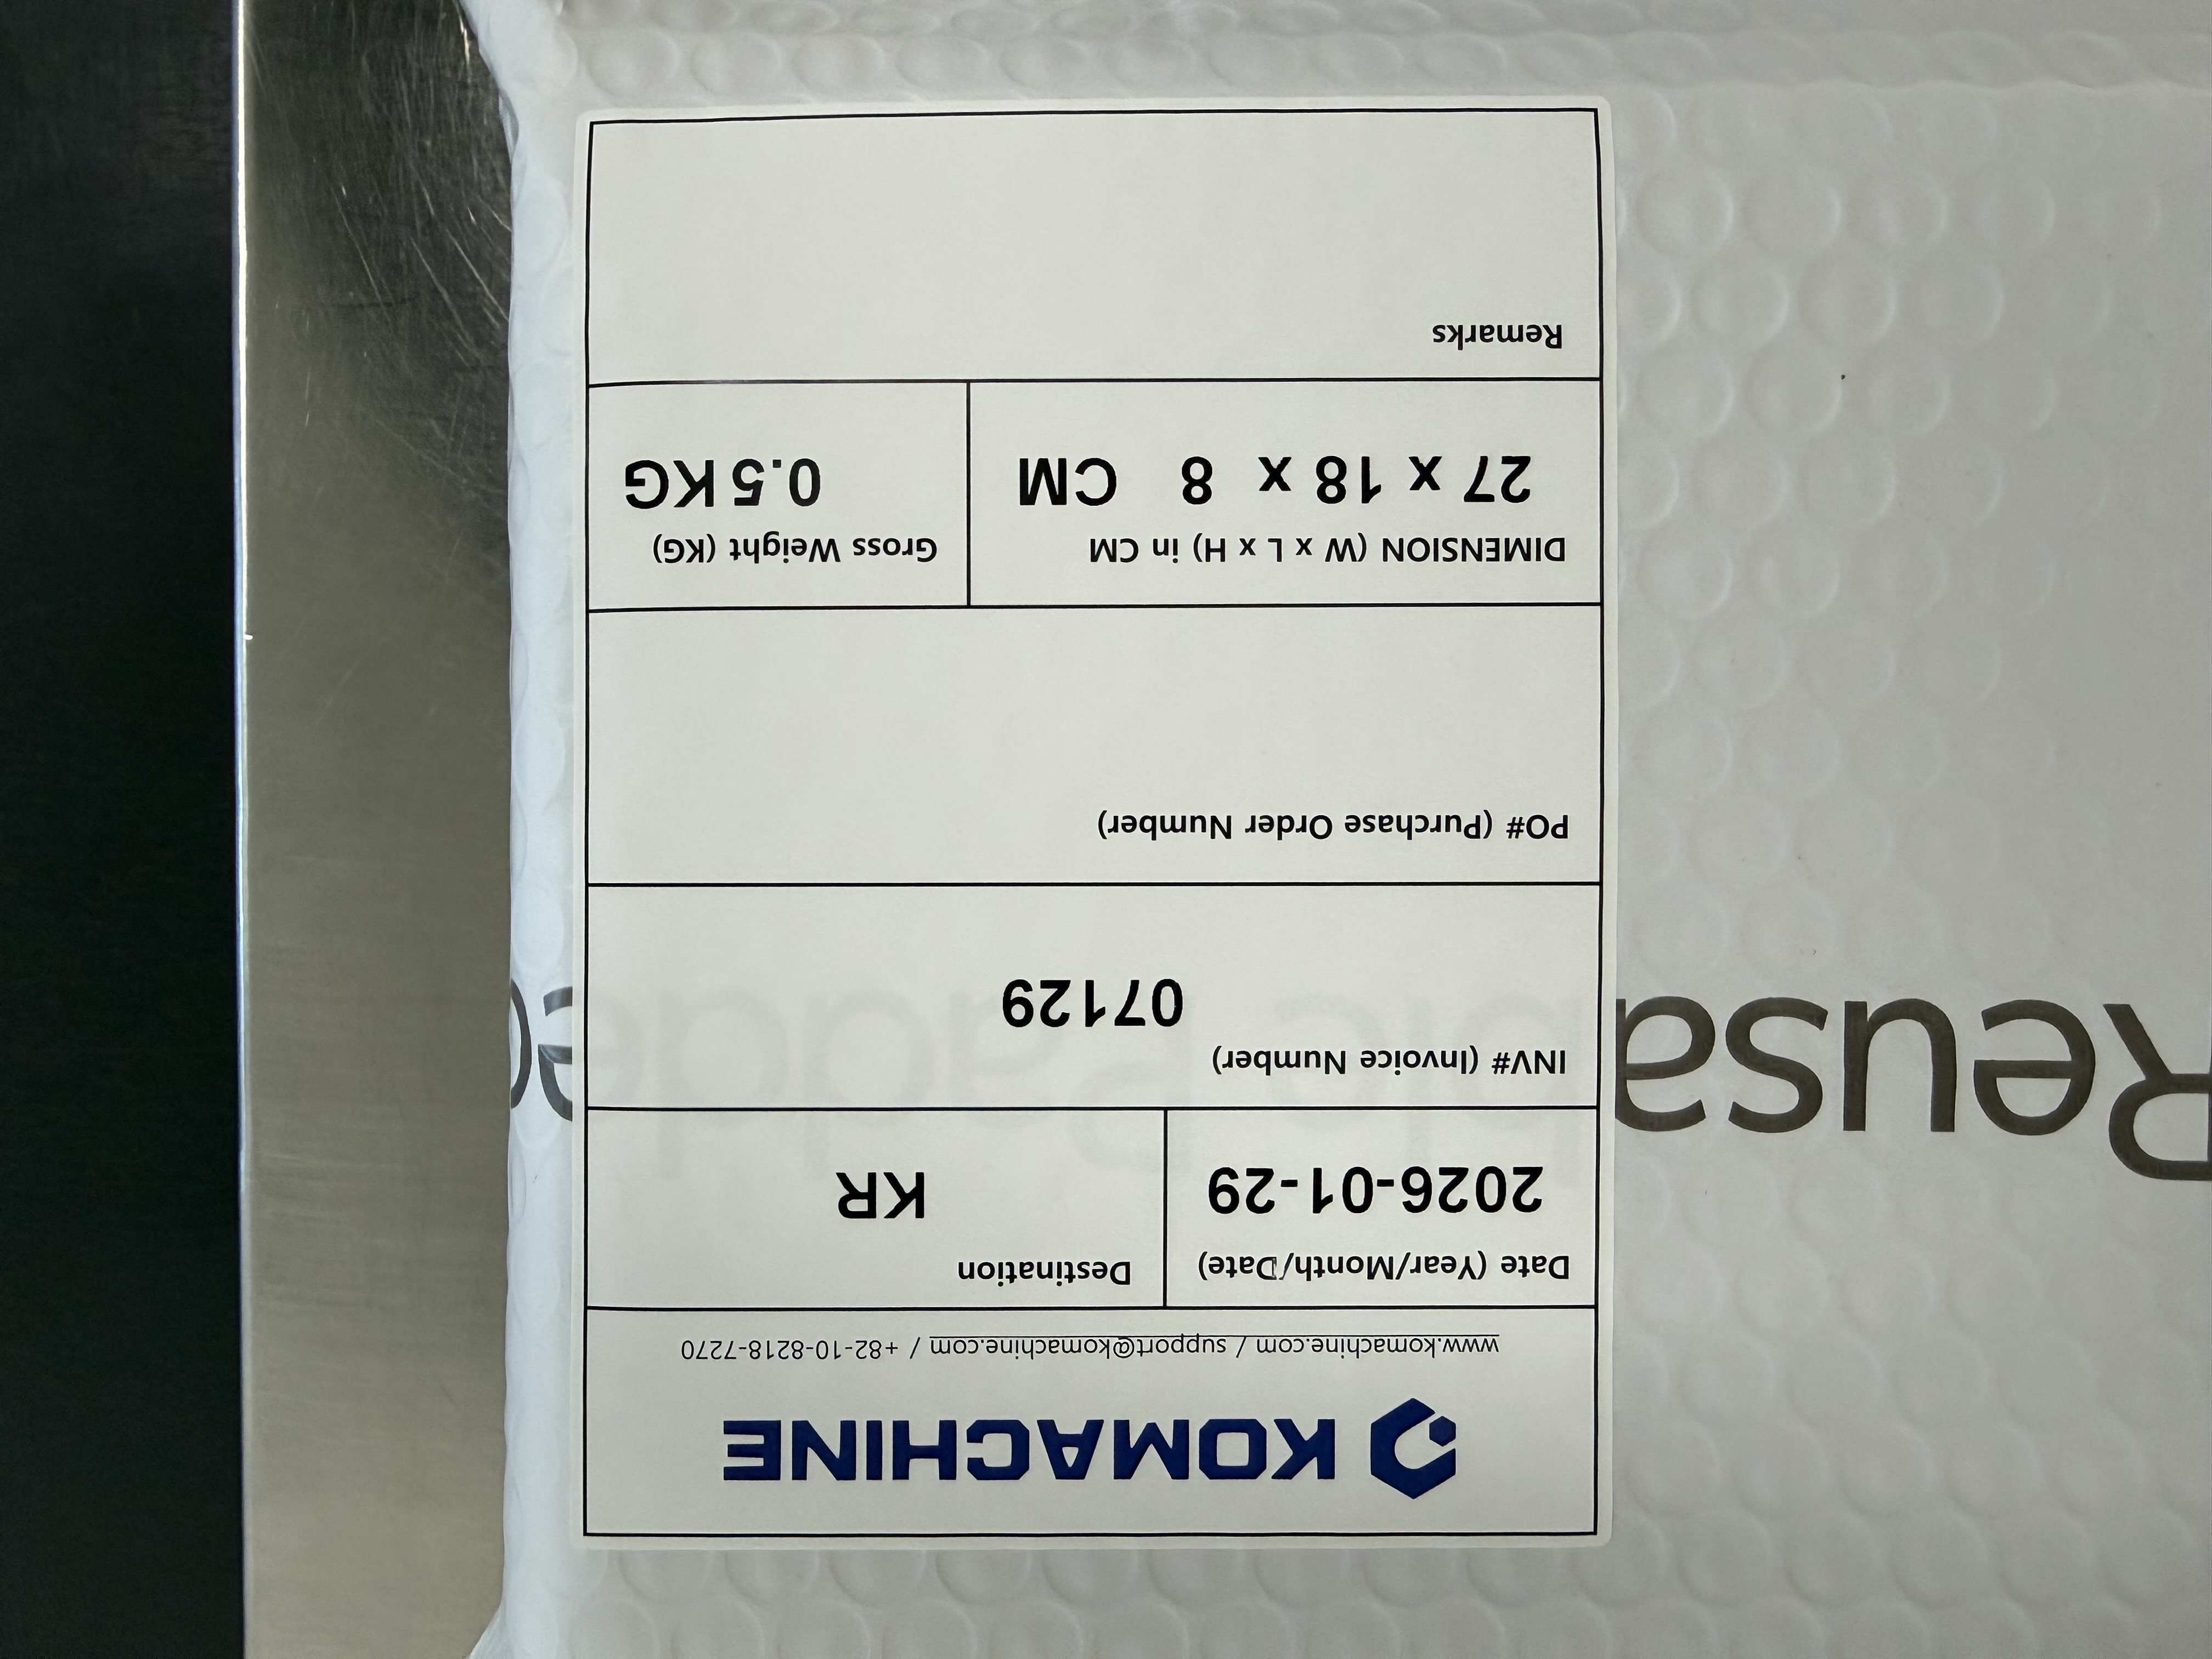 KOMACHINE
www.komachine.com / support@komachine.com / +82-10-8218-7270
Date (Year/Month/Date)
2026-01-29
Destination
KR
INV# (Invoice Number)
07129
PO# (Purchase Order Number)
DIMENSION (W x L x H) in CM
27 x 18 x 8 CM
Gross Weight (KG)
0.5 KG
Remarks
Reusa